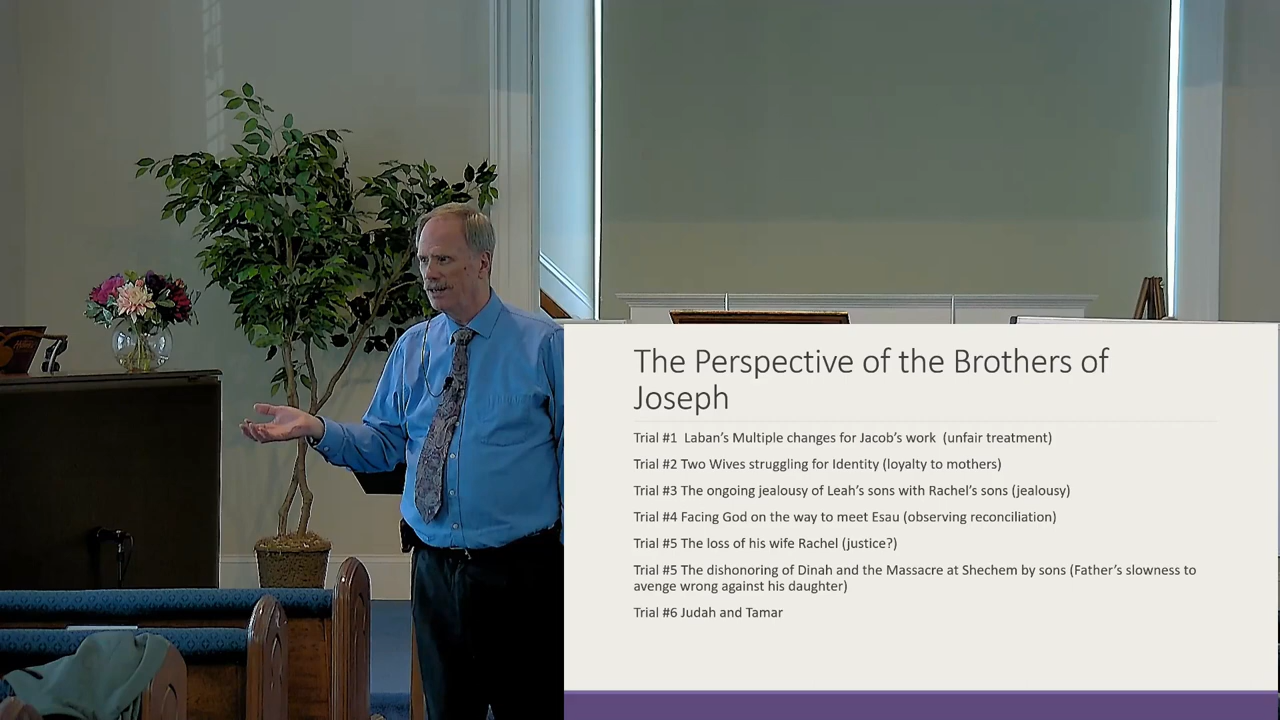 The Perspective of the Brothers of
Joseph
Trial #1  Laban’s Multiple changes for Jacob’s work  (unfair treatment)
Trial #2 Two Wives struggling for Identity (loyalty to mothers)
Trial #3 The ongoing jealousy of Leah’s sons with Rachel’s sons (jealousy)
Trial #4 Facing God on the way to meet Esau (observing reconciliation)
Trial #5 The loss of his wife Rachel (justice?)
Trial #5 The dishonoring of Dinah and the Massacre at Shechem by sons (Father’s slowness to
avenge wrong against his daughter)
Trial #6 Judah and Tamar